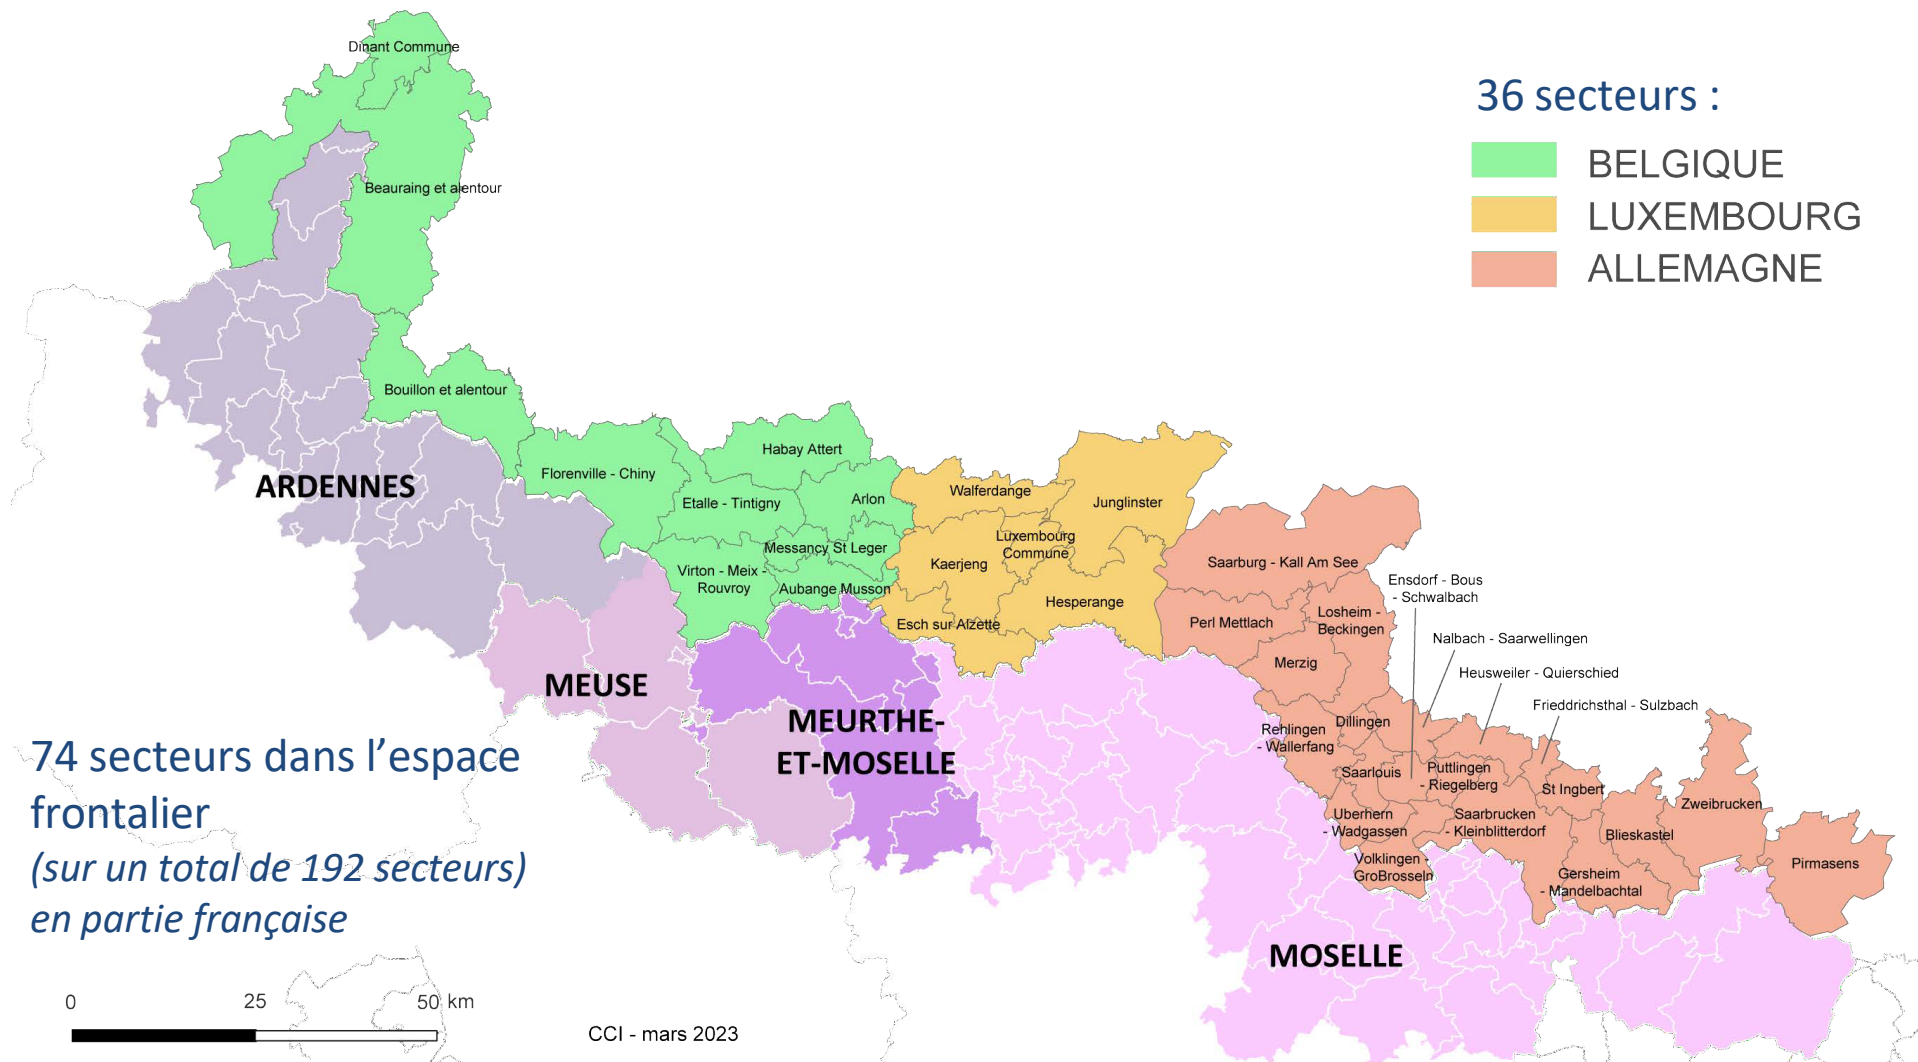 Dinant Commune
36 secteurs :
BELGIQUE
LUXEMBOURG
ALLEMAGNE
Beauraing et alentour
Bouillon et alentour
Florenville - Chiny
Habay Attert
Etalle - Tintigny
Arlon
Messancy St Leger
Virton - Meix -
Rouvroy
Aubange Musson
Walferdange
Junglinster
Luxembourg
Commune
Kaerjeng
Hesperange
Esch sur Alzette
Saarburg - Kall Am See
Perl Mettlach
Losheim -
Beckingen
Merzig
Ensdorf - Bous
- Schwalbach
Nalbach - Saarwellingen
Heusweiler - Quierschied
Frieddrichsthal - Sulzbach
Rehlingen
- Wallerfang
Dillingen
Saarlouis
Puttlingen
- Riegelberg
St Ingbert
Zweibrucken
Uberhern
- Wadgassen
Saarbrucken
- Kleinblitterdorf
Blieskastel
Volklingen -
GroBrosseln
Gersheim
- Mandelbachtal
Pirmasens
ARDENNES
MEUSE
MEURTHE-
ET-MOSELLE
MOSELLE
74 secteurs dans l’espace
frontalier
(sur un total de 192 secteurs)
en partie française
0 25 50 km
CCI - mars 2023